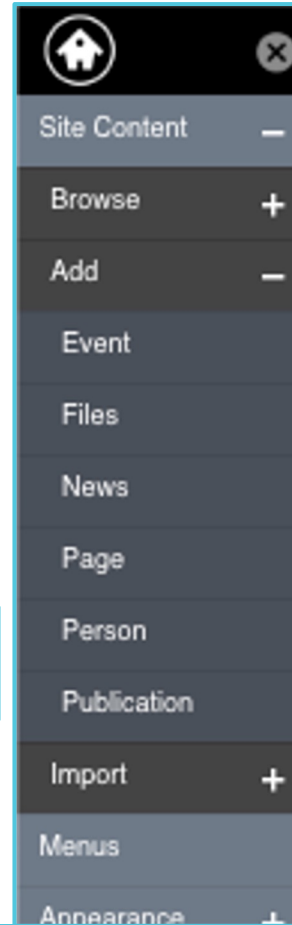 Site Content −
Browse +
Add −
Event
Files
News
Page
Person
Publication
Import +
Menus
Appearance +